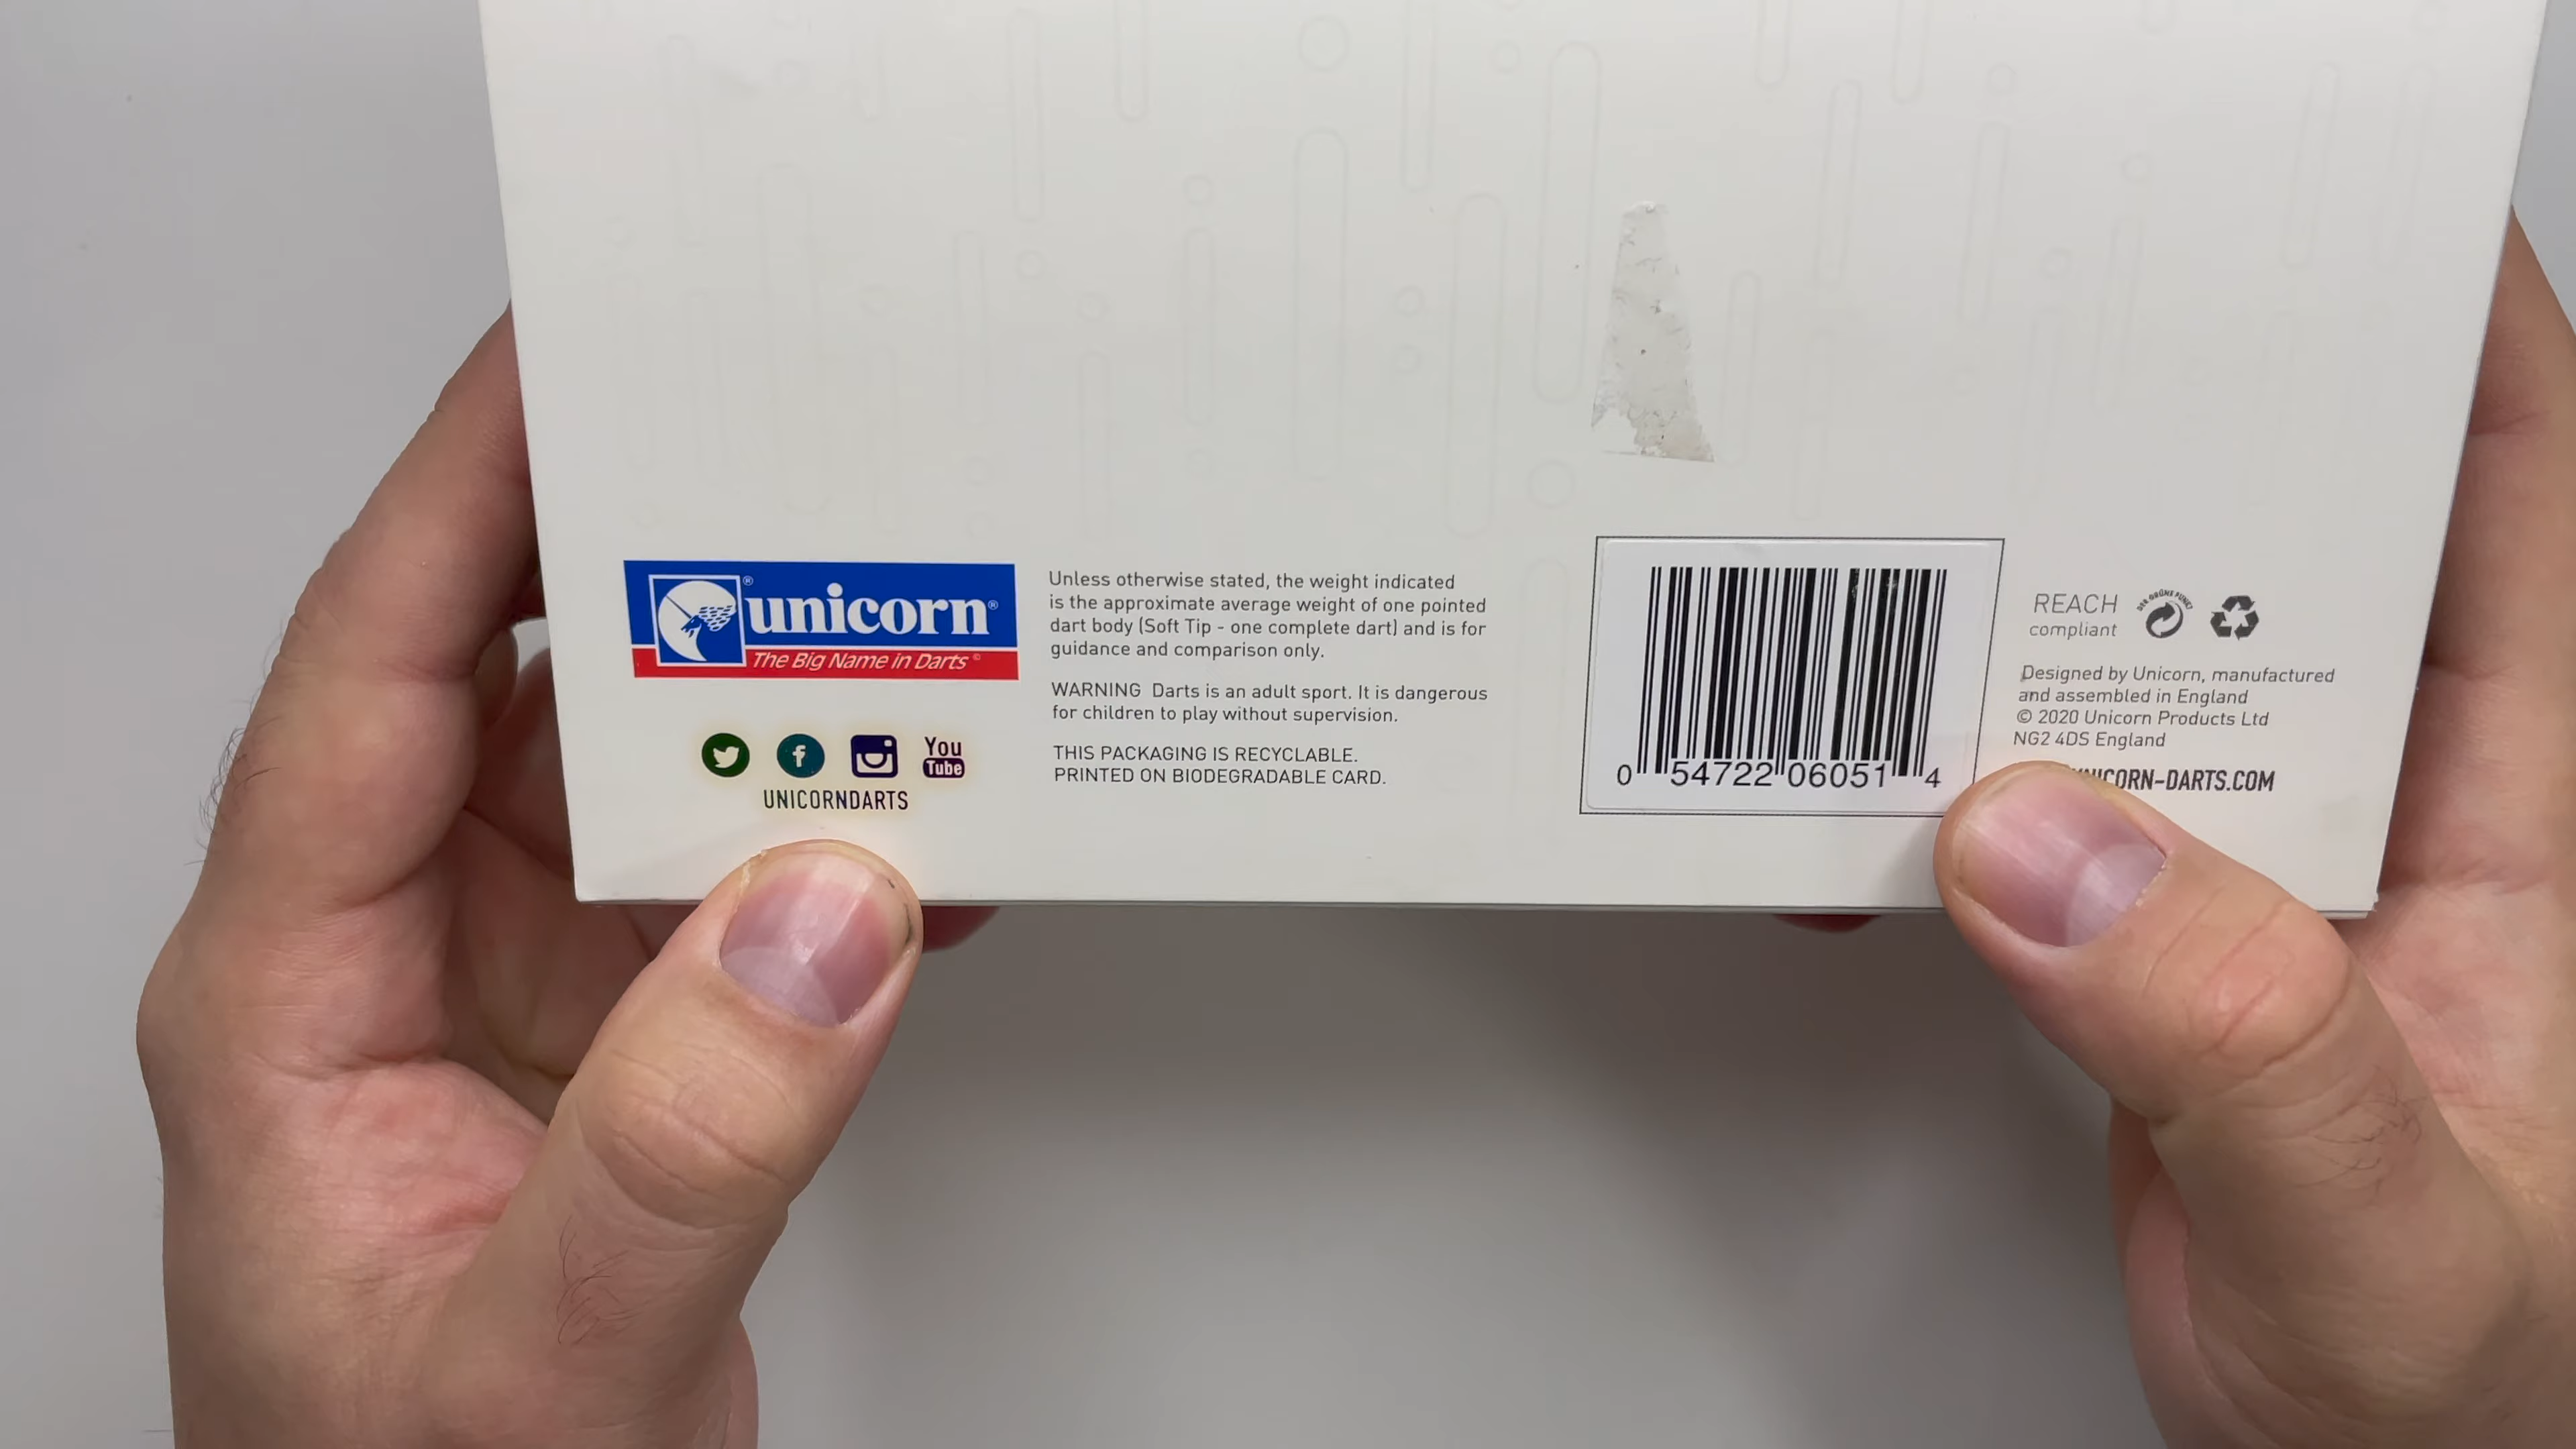 unicorn®
The Big Name in Darts ©
UNICORNDARTS
You
Tube
Unless otherwise stated, the weight indicated
is the approximate average weight of one pointed
dart body (Soft Tip - one complete dart) and is for
guidance and comparison only.
WARNING Darts is an adult sport. It is dangerous
for children to play without supervision.
THIS PACKAGING IS RECYCLABLE.
PRINTED ON BIODEGRADABLE CARD.
0 54722 06051 4
REACH
compliant
DER GRÜNE PUNKT
Designed by Unicorn, manufactured
and assembled in England
© 2020 Unicorn Products Ltd
NG2 4DS England